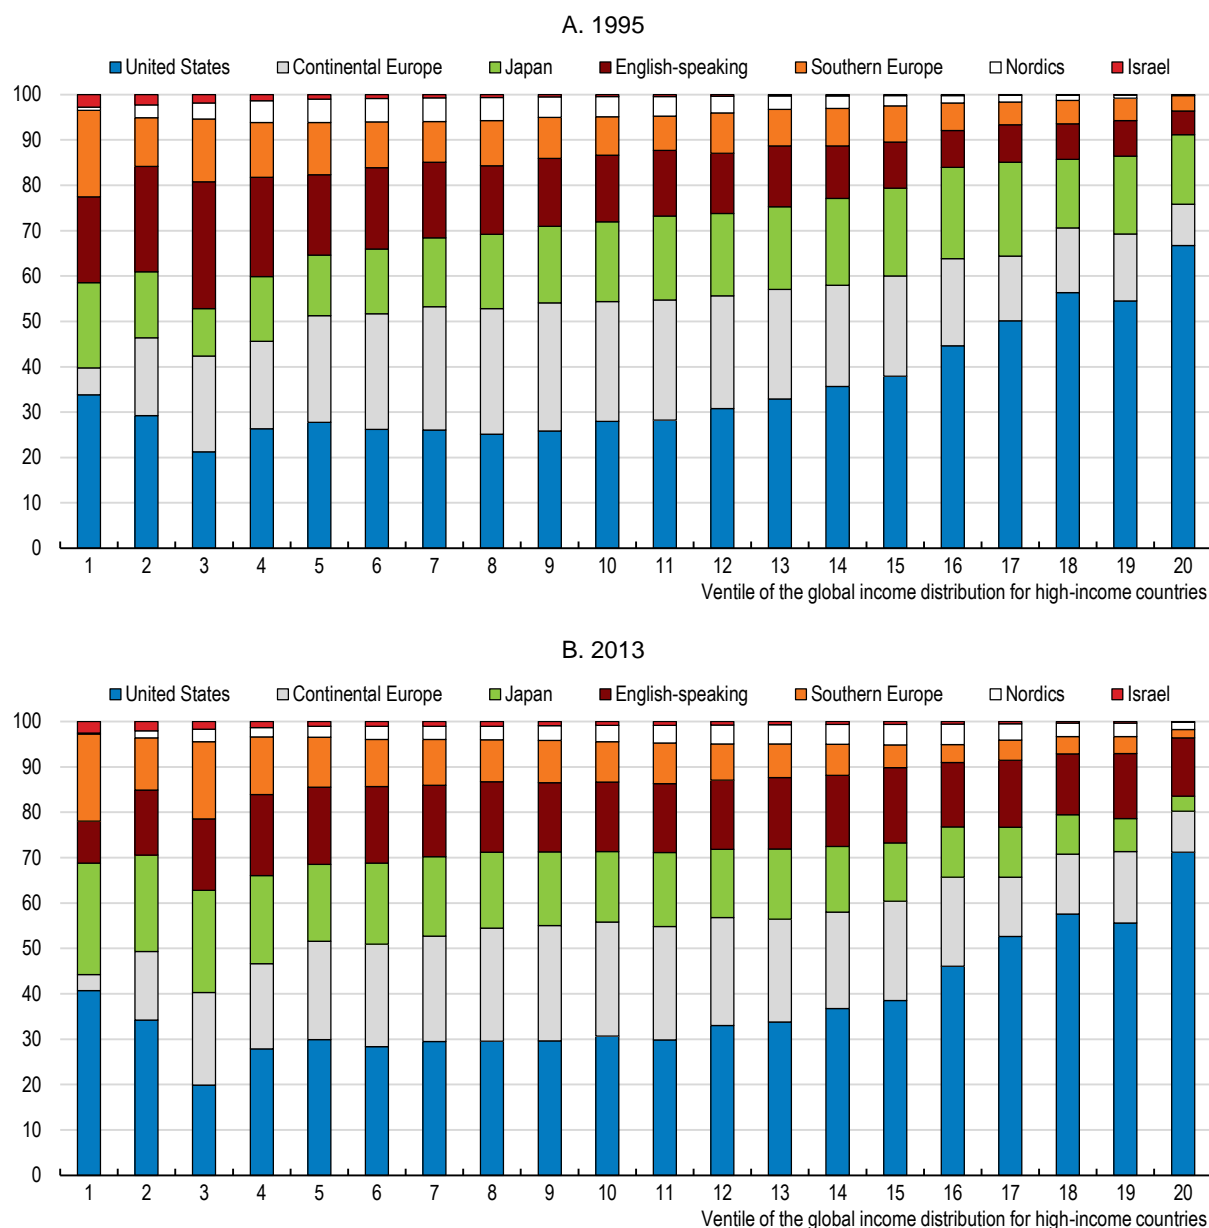 A. 1995
United States Continental Europe Japan English-speaking Southern Europe Nordics Israel
100
90
80
70
60
50
40
30
20
10
0
1 2 3 4 5 6 7 8 9 10 11 12 13 14 15 16 17 18 19 20
Ventile of the global income distribution for high-income countries
B. 2013
United States Continental Europe Japan English-speaking Southern Europe Nordics Israel
100
90
80
70
60
50
40
30
20
10
0
1 2 3 4 5 6 7 8 9 10 11 12 13 14 15 16 17 18 19 20
Ventile of the global income distribution for high-income countries